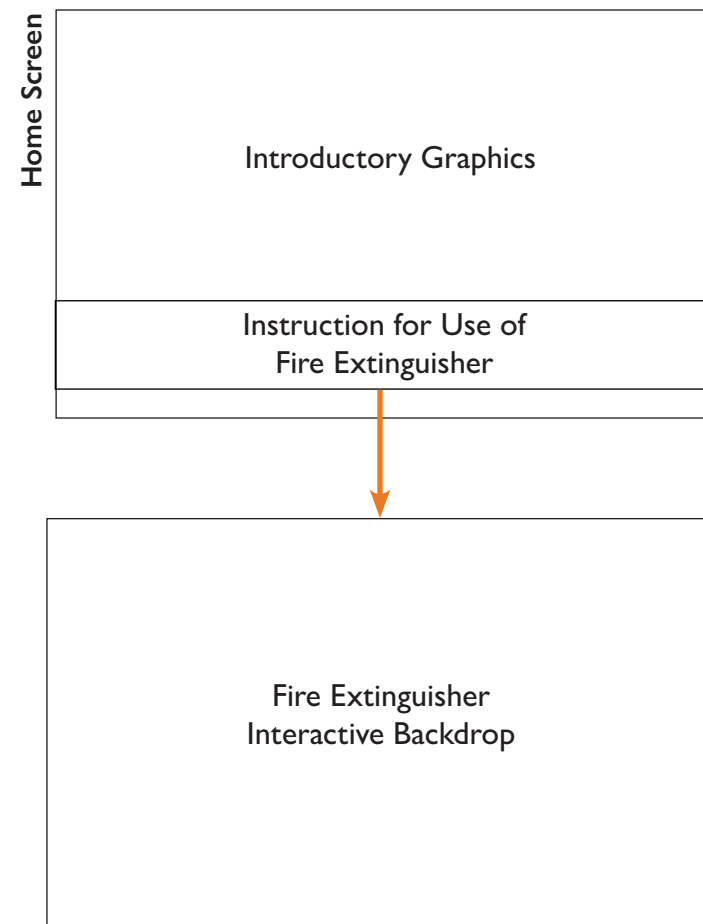 Home Screen
Introductory Graphics
Instruction for Use of
Fire Extinguisher
Fire Extinguisher
Interactive Backdrop